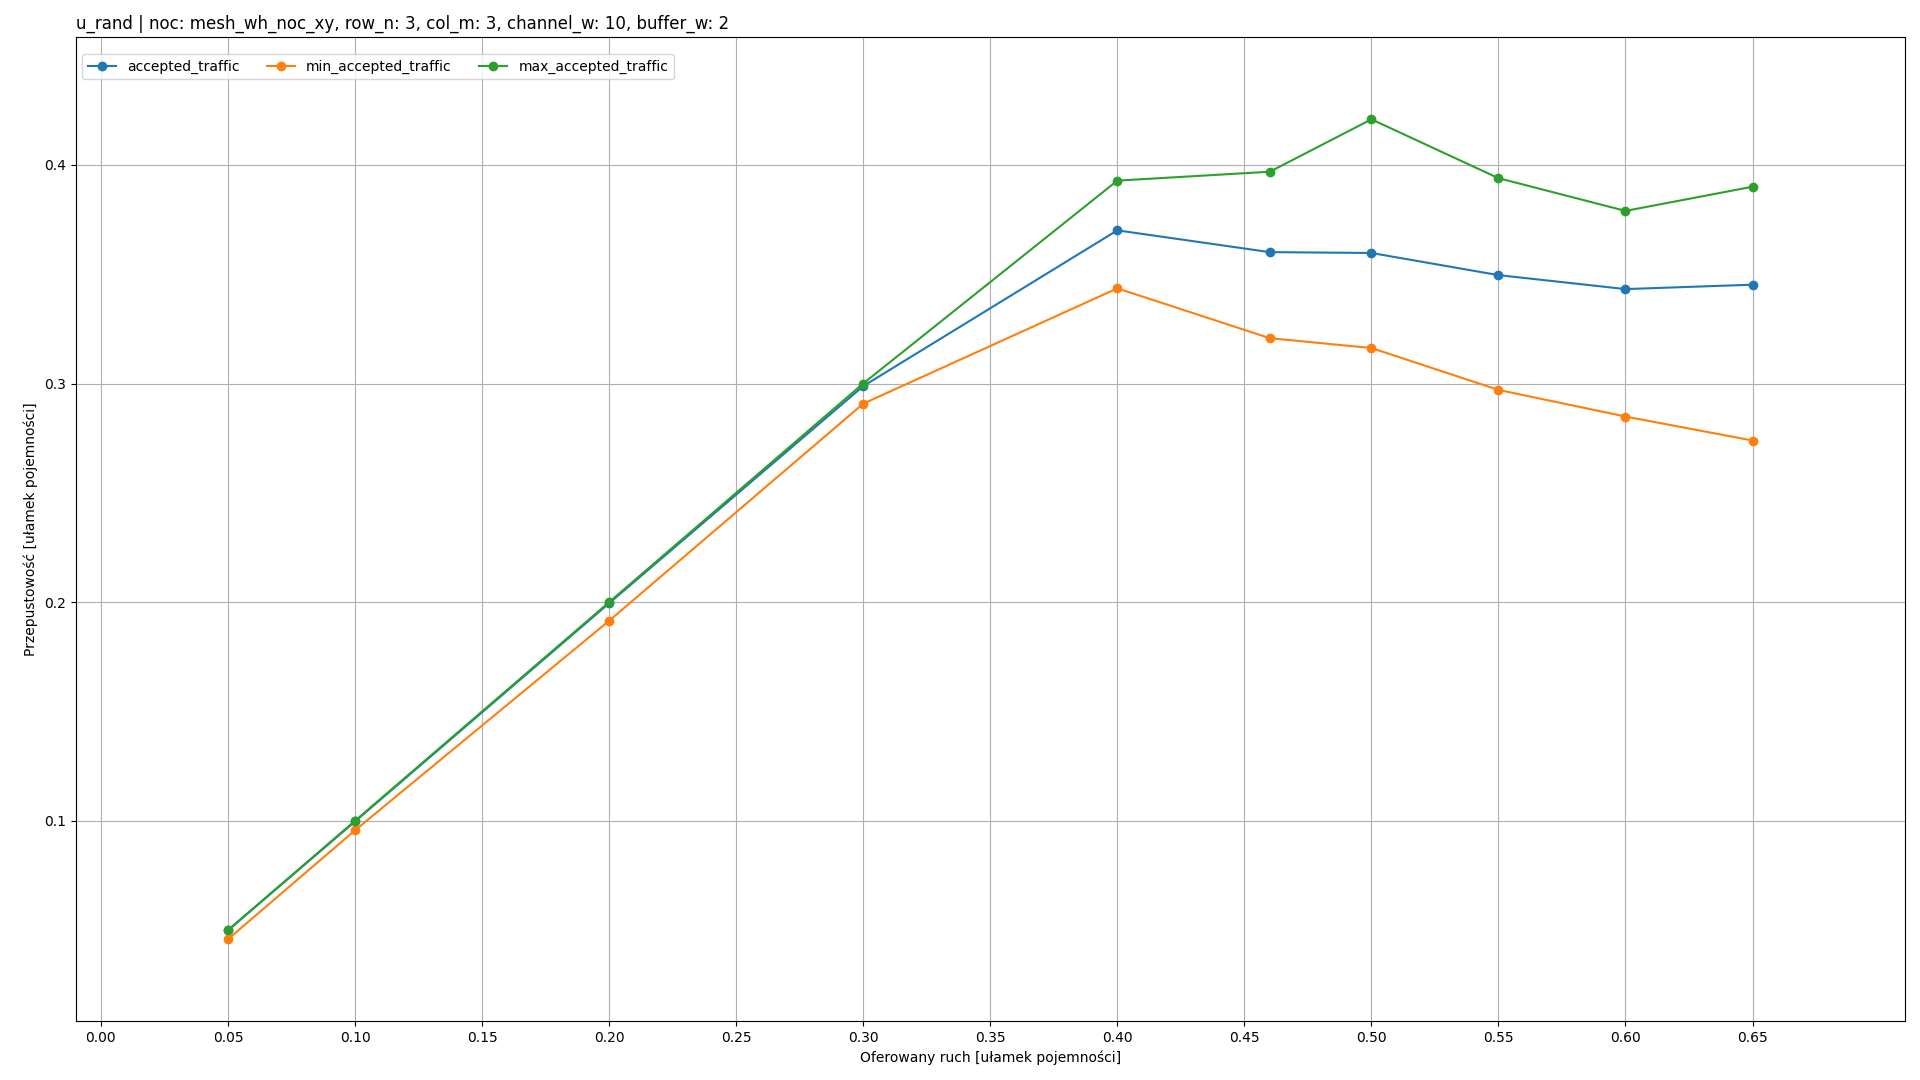 u_rand | noc: mesh_wh_noc_xy, row_n: 3, col_m: 3, channel_w: 10, buffer_w: 2
accepted_traffic min_accepted_traffic max_accepted_traffic
0.4
0.3
0.2
0.1
Przepustowość [ułamek pojemności]
0.00 0.05 0.10 0.15 0.20 0.25 0.30 0.35 0.40 0.45 0.50 0.55 0.60 0.65
Oferowany ruch [ułamek pojemności]